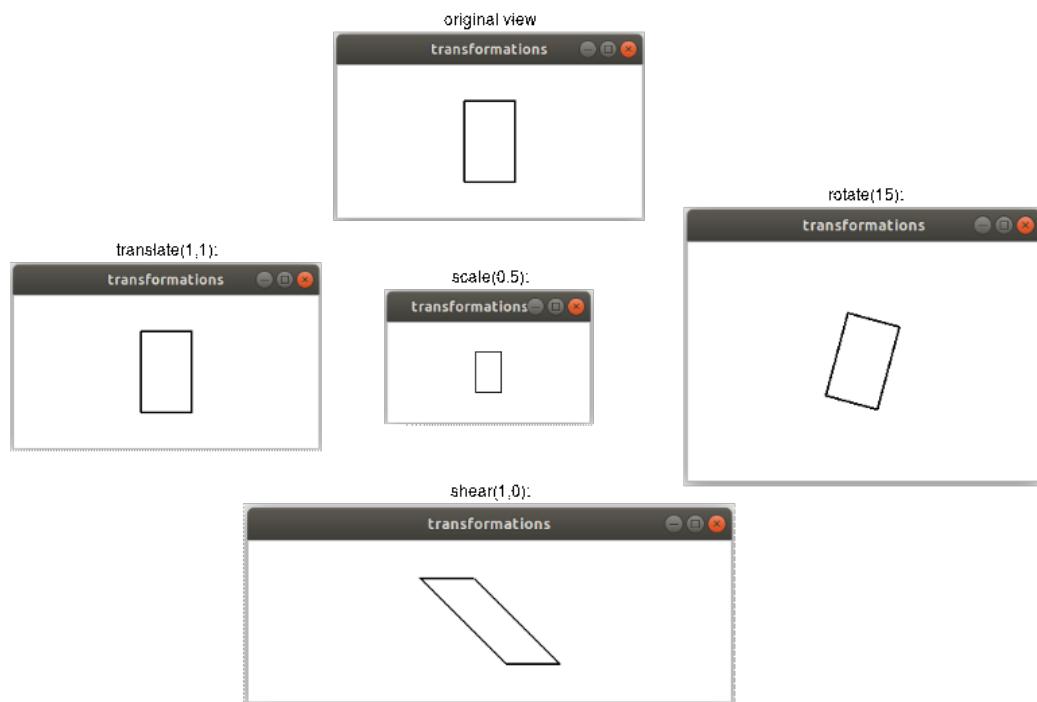 original view
transformations
rotate(15):
transformations
translate(1,1):
transformations
scale(0.5):
transformations
shear(1,0):
transformations